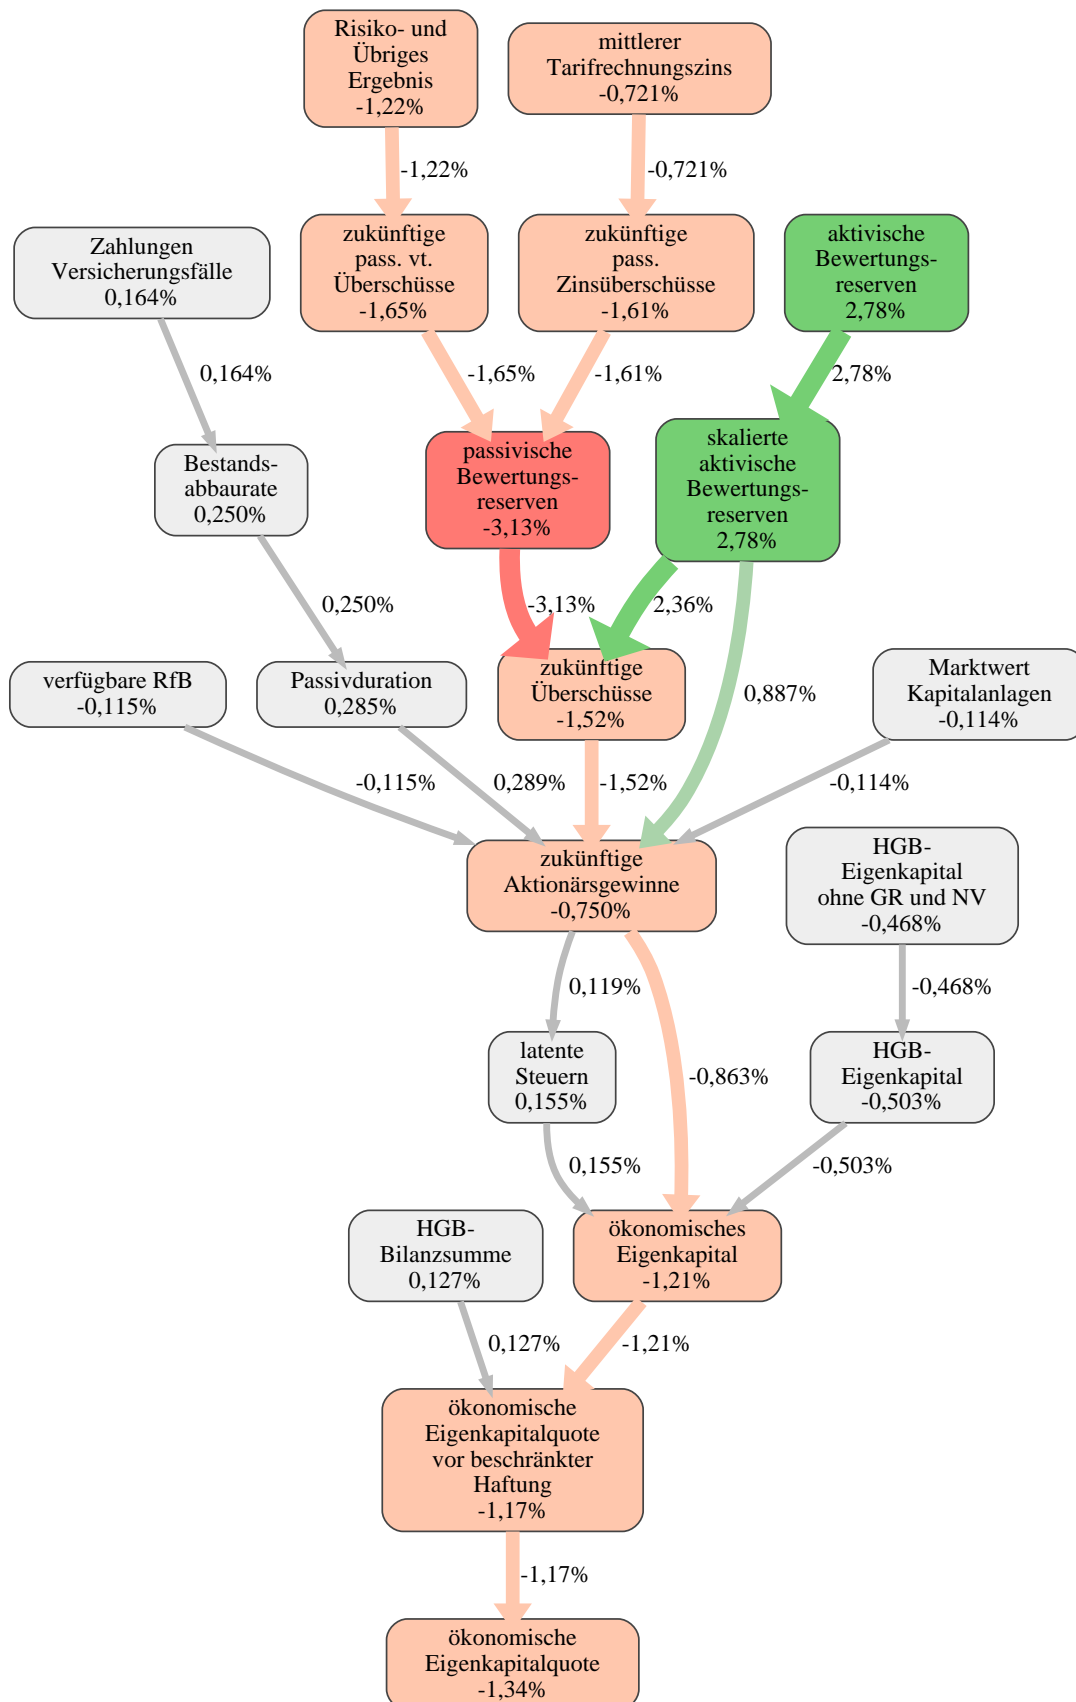 Risiko- und
Übriges
Ergebnis
-1,22%
mittlerer
Tarifrechnungszins
-0,721%
-1,22%
-0,721%
Zahlungen
Versicherungsfälle
0,164%
zukünftige
pass. vt.
Überschüsse
-1,65%
zukünftige
pass.
Zinsüberschüsse
-1,61%
aktivische
Bewertungs-
reserven
2,78%
0,164%
-1,65%
-1,61%
2,78%
Bestands-
abbaurate
0,250%
passivische
Bewertungs-
reserven
-3,13%
skalierte
aktivische
Bewertungs-
reserven
2,78%
0,250%
-3,13%
2,36%
0,887%
verfügbare RfB
-0,115%
Passivduration
0,285%
zukünftige
Überschüsse
-1,52%
Marktwert
Kapitalanlagen
-0,114%
-0,115%
0,289%
-1,52%
-0,114%
zukünftige
Aktionärsgewinne
-0,750%
HGB-
Eigenkapital
ohne GR und NV
-0,468%
0,119%
-0,863%
-0,468%
latente
Steuern
0,155%
HGB-
Eigenkapital
-0,503%
0,155%
-0,503%
HGB-
Bilanzsumme
0,127%
ökonomisches
Eigenkapital
-1,21%
0,127%
-1,21%
ökonomische
Eigenkapitalquote
vor beschränkter
Haftung
-1,17%
-1,17%
ökonomische
Eigenkapitalquote
-1,34%